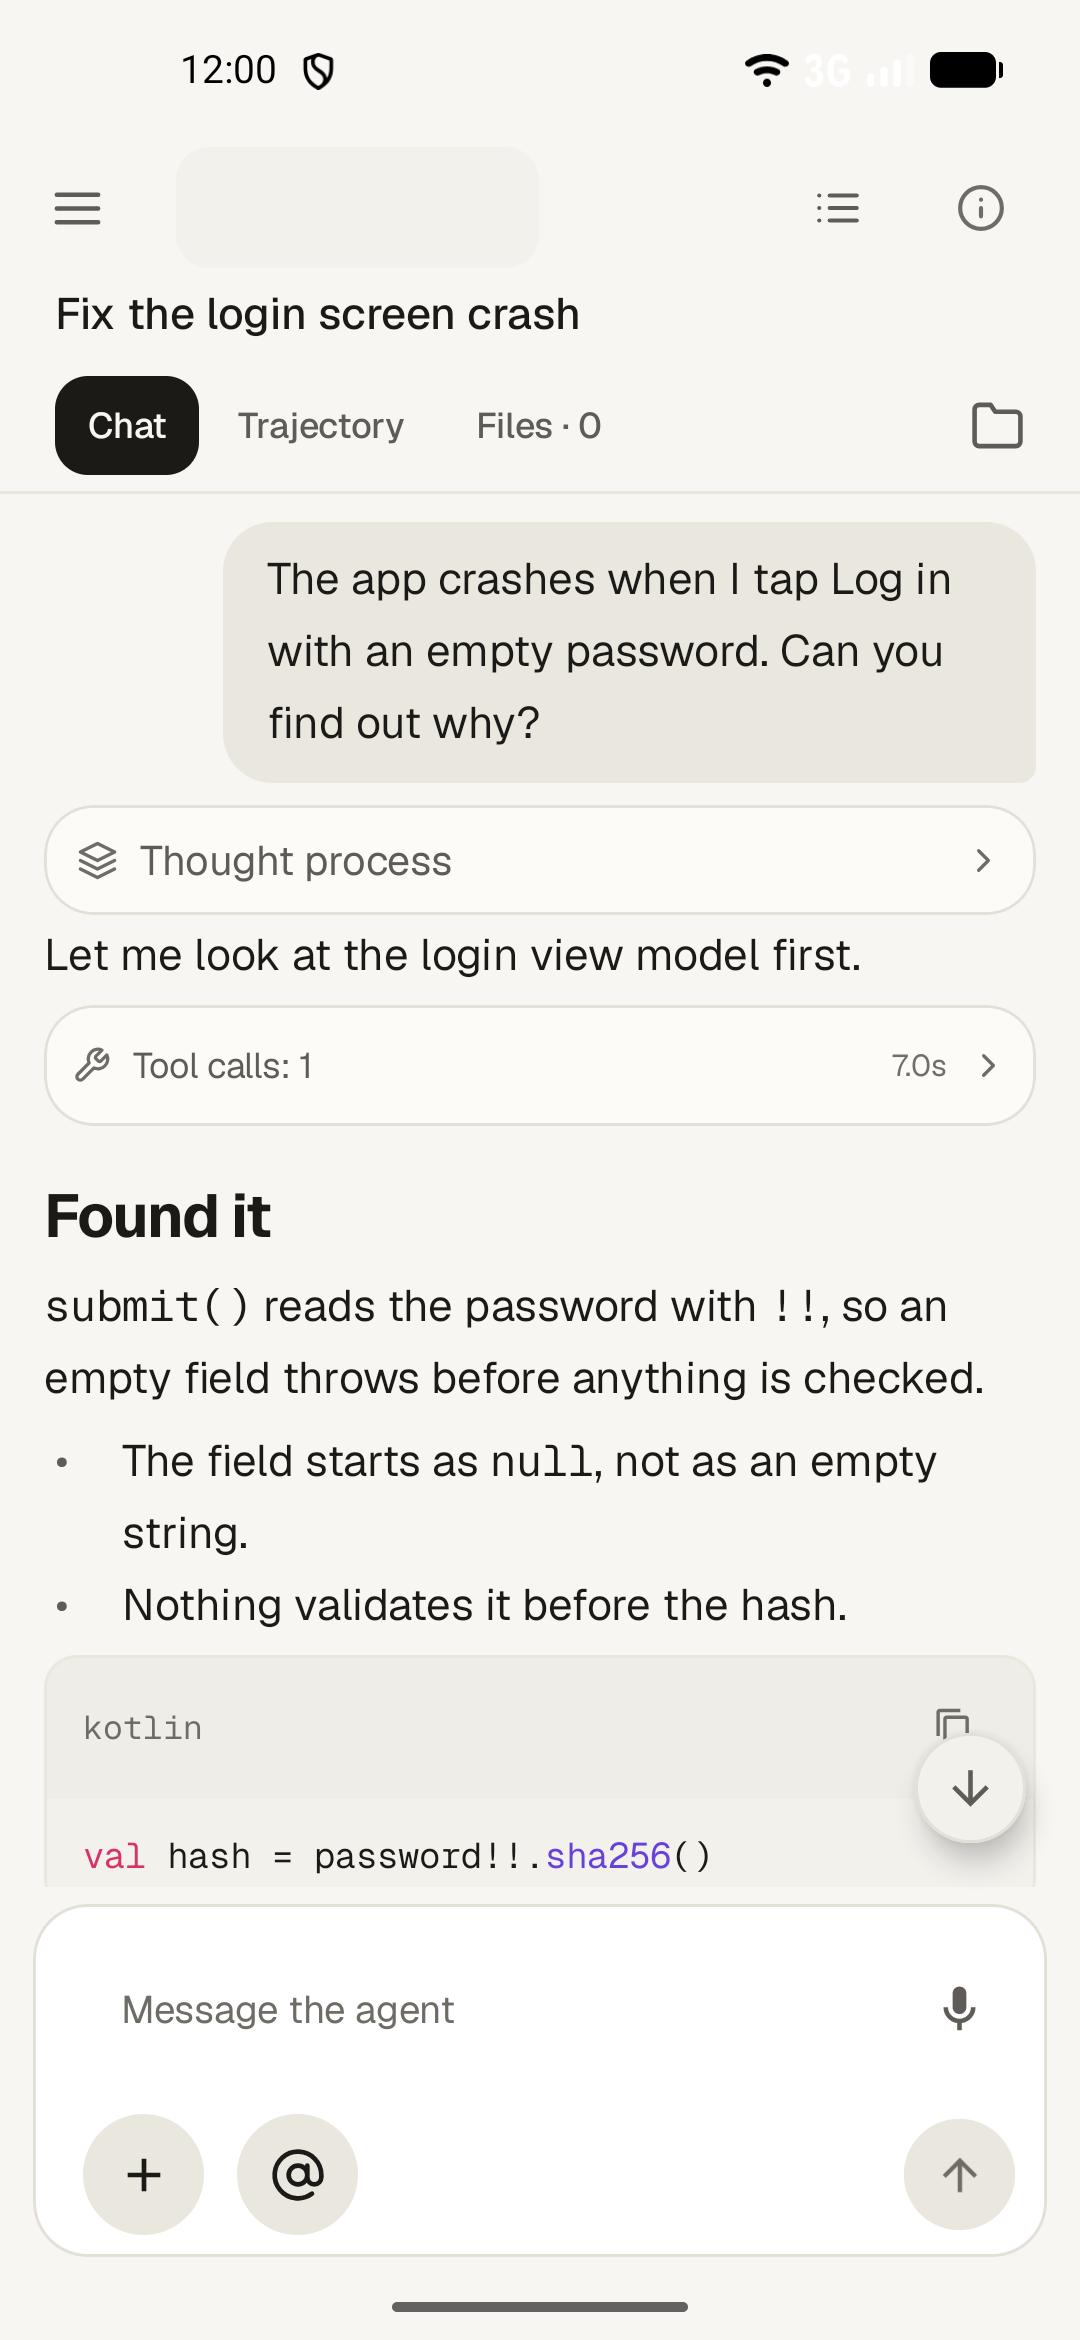 12:00
3G
Fix the login screen crash
Chat
Trajectory
Files · 0
The app crashes when I tap Log in
with an empty password. Can you
find out why?
Thought process
Let me look at the login view model first.
Tool calls: 1
7.0s
Found it
submit() reads the password with !!, so an
empty field throws before anything is checked.
• The field starts as null, not as an empty
string.
• Nothing validates it before the hash.
kotlin
val hash = password!!.sha256()
Message the agent